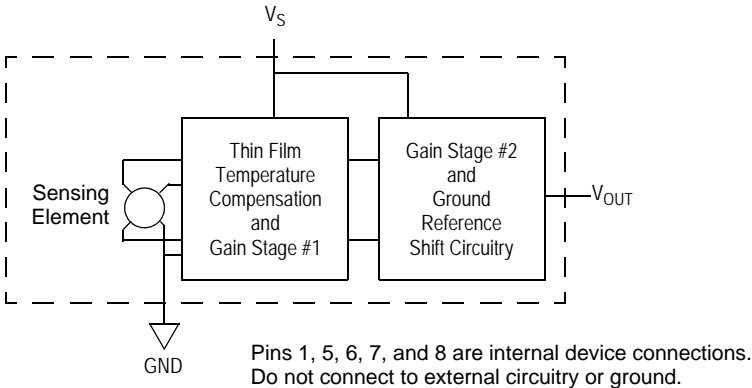 V_S
Sensing
Element
Thin Film
Temperature
Compensation
and
Gain Stage #1
Gain Stage #2
and
Ground
Reference
Shift Circuitry
V_OUT
GND
Pins 1, 5, 6, 7, and 8 are internal device connections.
Do not connect to external circuitry or ground.